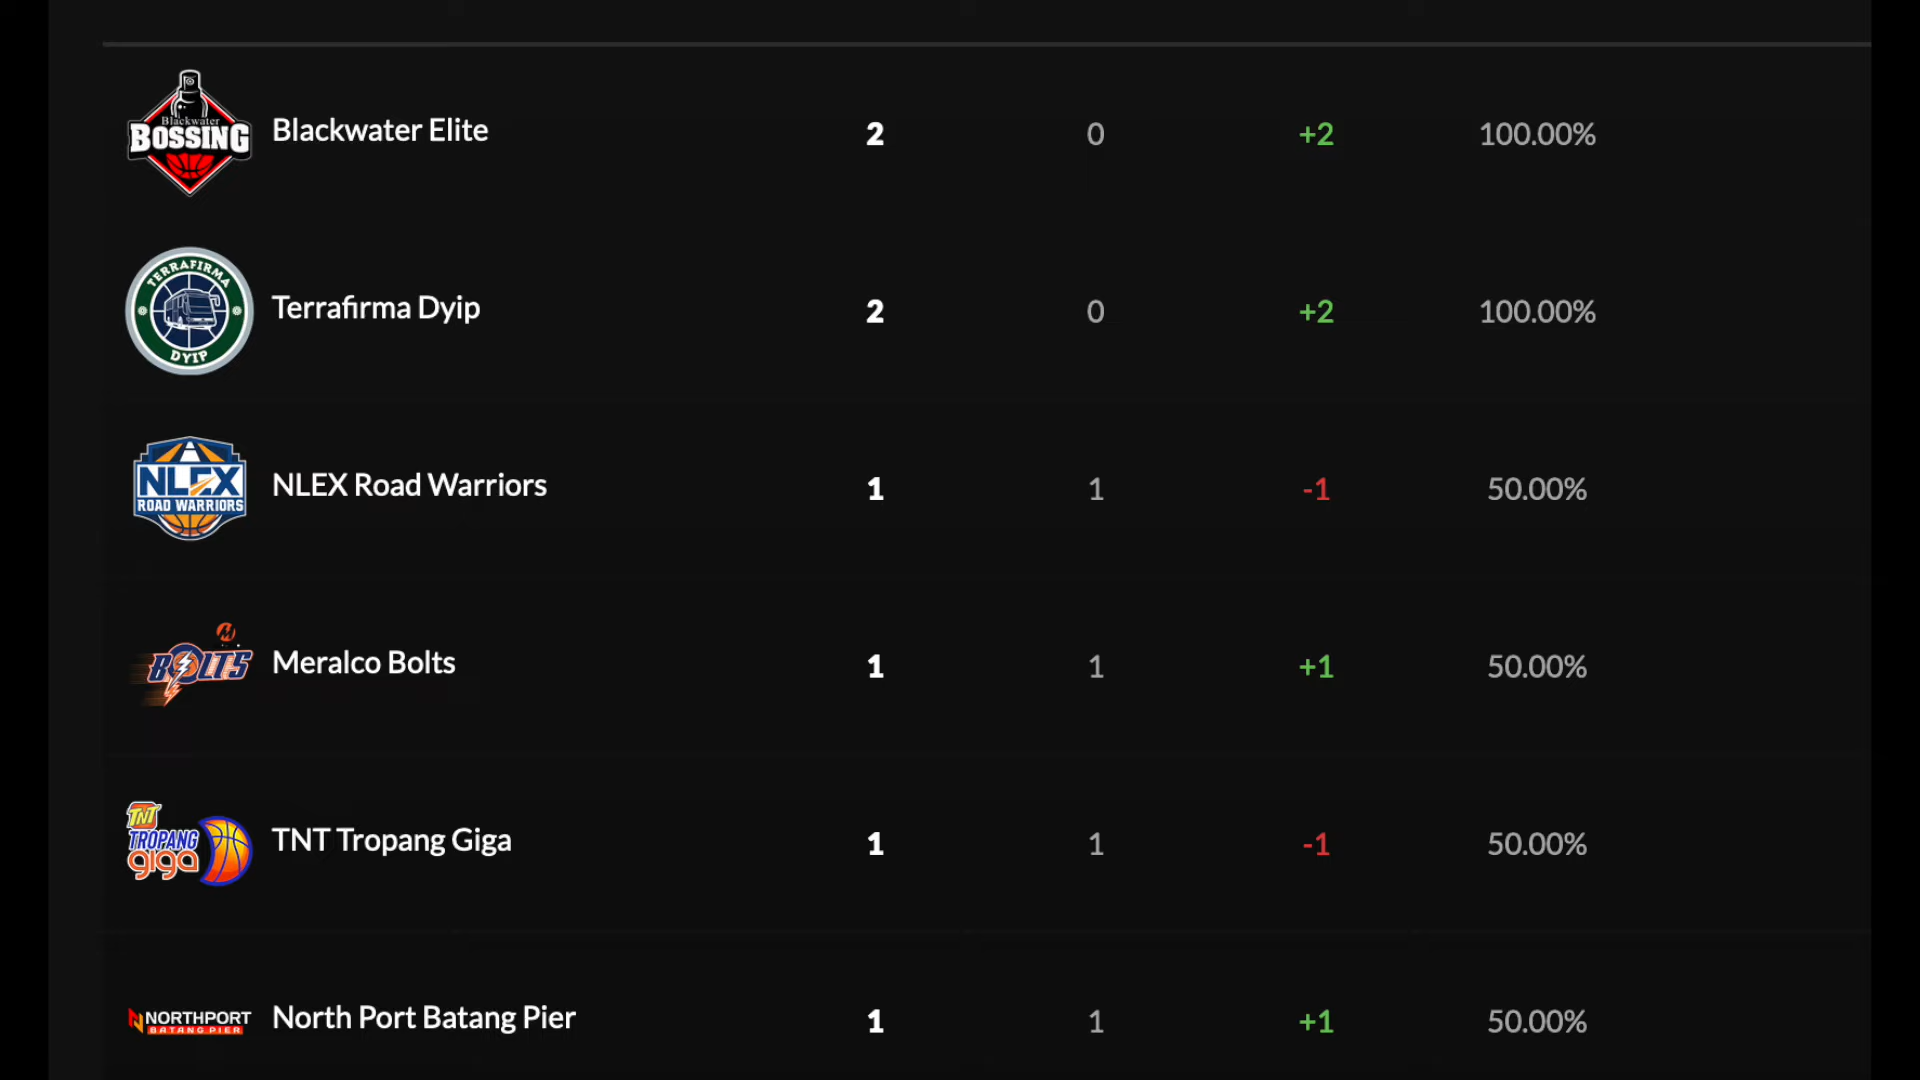 Blackwater
BOSSING
Blackwater Elite 2 0 +2 100.00%
TERRAFIRMA
DYIP
Terrafirma Dyip 2 0 +2 100.00%
NLEX
ROAD WARRIORS
NLEX Road Warriors 1 1 -1 50.00%
M
BOLTS
Meralco Bolts 1 1 +1 50.00%
TNT
TROPANG
giga
TNT Tropang Giga 1 1 -1 50.00%
NORTHPORT
BATANG PIER
North Port Batang Pier 1 1 +1 50.00%